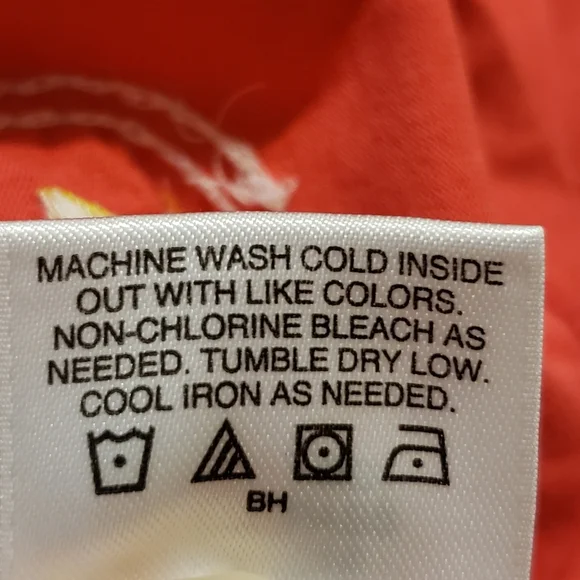 MACHINE WASH COLD INSIDE
OUT WITH LIKE COLORS.
NON-CHLORINE BLEACH AS
NEEDED. TUMBLE DRY LOW.
COOL IRON AS NEEDED.
BH